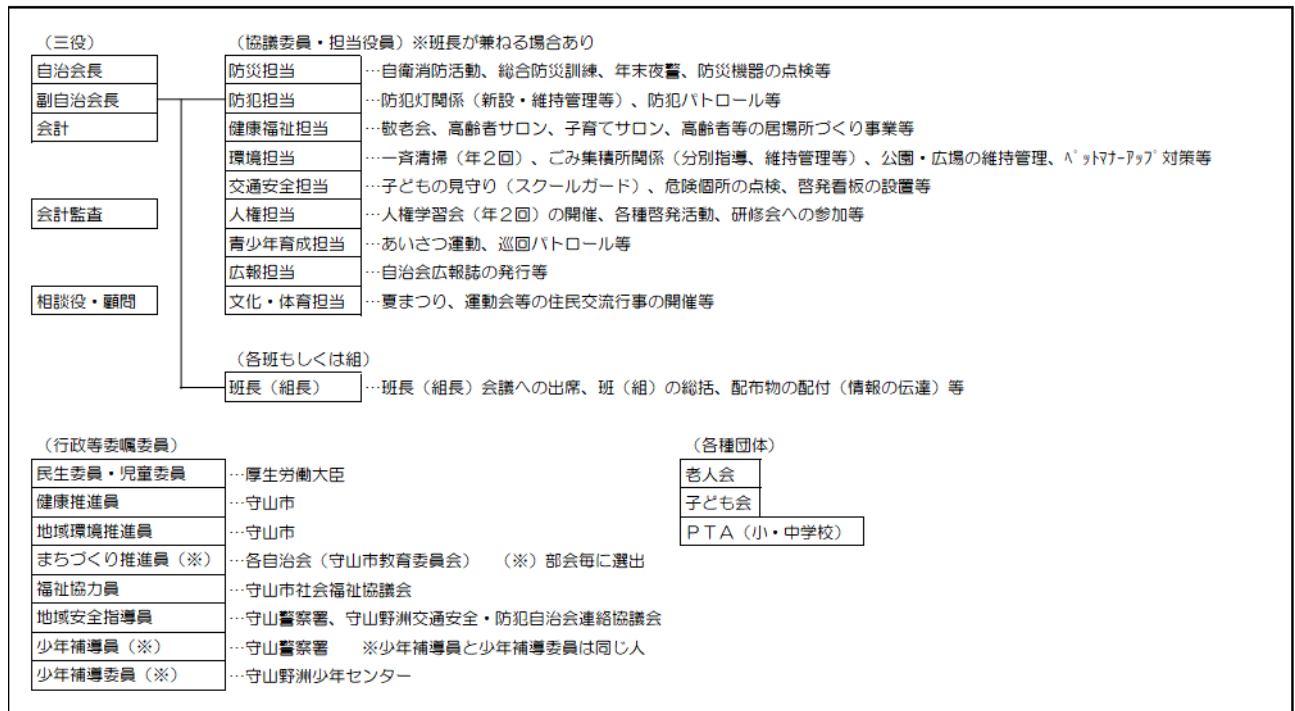 （三役）　（協議委員・担当役員）※班長が兼ねる場合あり
自治会長　防災担当　…自衛消防活動、総合防災訓練、年末夜警、防災機器の点検等
副自治会長　防犯担当　…防犯灯関係（新設・維持管理等）、防犯パトロール等
会計　健康福祉担当　…敬老会、高齢者サロン、子育てサロン、高齢者等の居場所づくり事業等
環境担当　…一斉清掃（年２回）、ごみ集積所関係（分別指導、維持管理等）、公園・広場の維持管理、ﾍﾟｯﾄﾏﾅｰｱｯﾌﾟ対策等
交通安全担当　…子どもの見守り（スクールガード）、危険個所の点検、啓発看板の設置等
会計監査　人権担当　…人権学習会（年２回）の開催、各種啓発活動、研修会への参加等
青少年育成担当　…あいさつ運動、巡回パトロール等
広報担当　…自治会広報誌の発行等
相談役・顧問　文化・体育担当　…夏まつり、運動会等の住民交流行事の開催等
（各班もしくは組）
班長（組長）　…班長（組長）会議への出席、班（組）の総括、配布物の配付（情報の伝達）等
（行政等委嘱委員）　（各種団体）
民生委員・児童委員　…厚生労働大臣　老人会
健康推進員　…守山市　子ども会
地域環境推進員　…守山市　ＰＴＡ（小・中学校）
まちづくり推進員（※）　…各自治会（守山市教育委員会）　（※）部会毎に選出
福祉協力員　…守山市社会福祉協議会
地域安全指導員　…守山警察署、守山野洲交通安全・防犯自治会連絡協議会
少年補導員（※）　…守山警察署　※少年補導員と少年補導委員は同じ人
少年補導委員（※）　…守山野洲少年センター